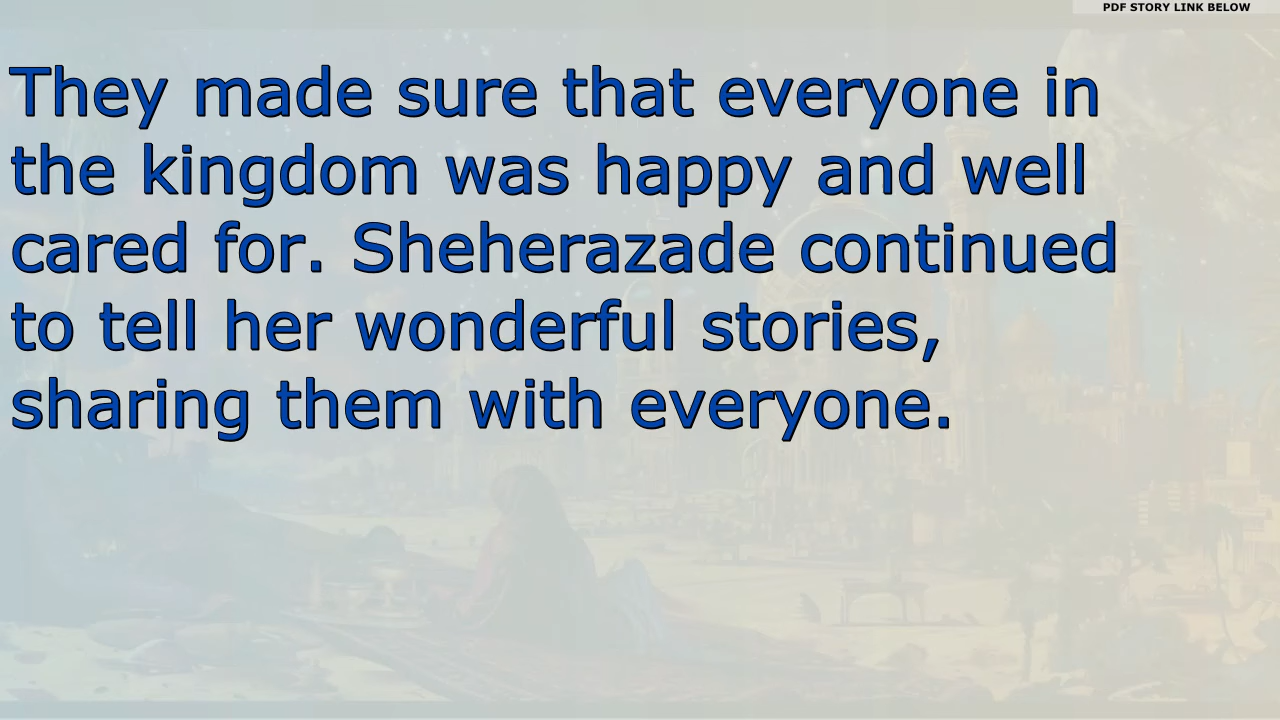 PDF STORY LINK BELOW
They made sure that everyone in
the kingdom was happy and well
cared for. Sheherazade continued
to tell her wonderful stories,
sharing them with everyone.